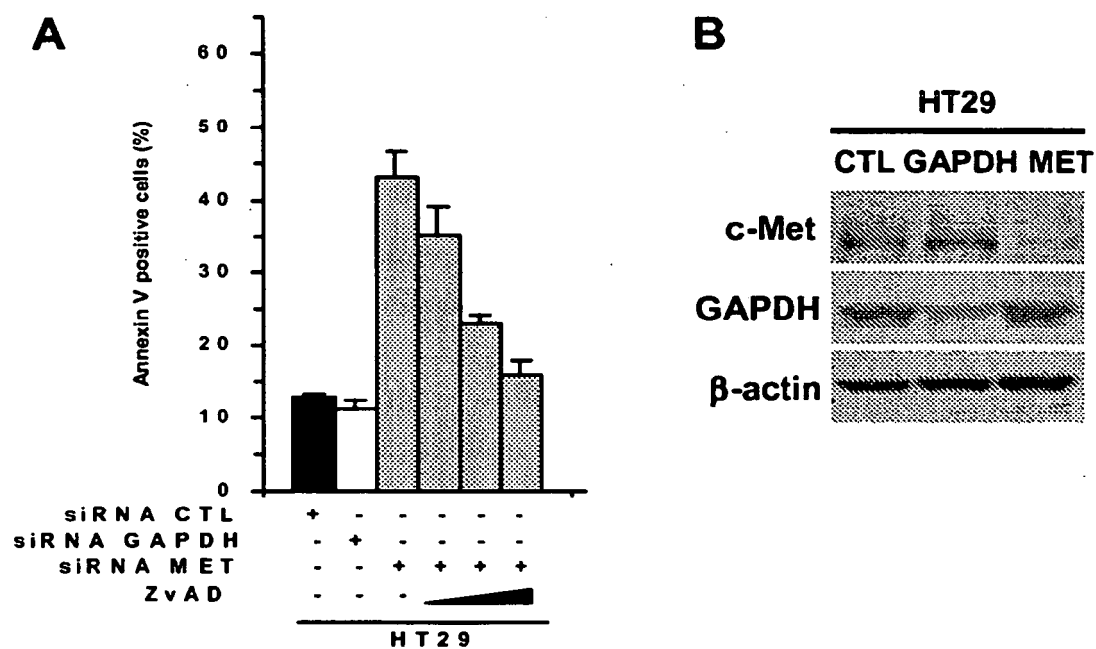 A
B
Annexin V positive cells (%)
60
50
40
30
20
10
0
siRNA CTL + - - - - -
siRNA GAPDH - + - - - -
siRNA MET - - + + + +
ZvAD - - -
HT29
HT29
CTL GAPDH MET
c-Met
GAPDH
β-actin